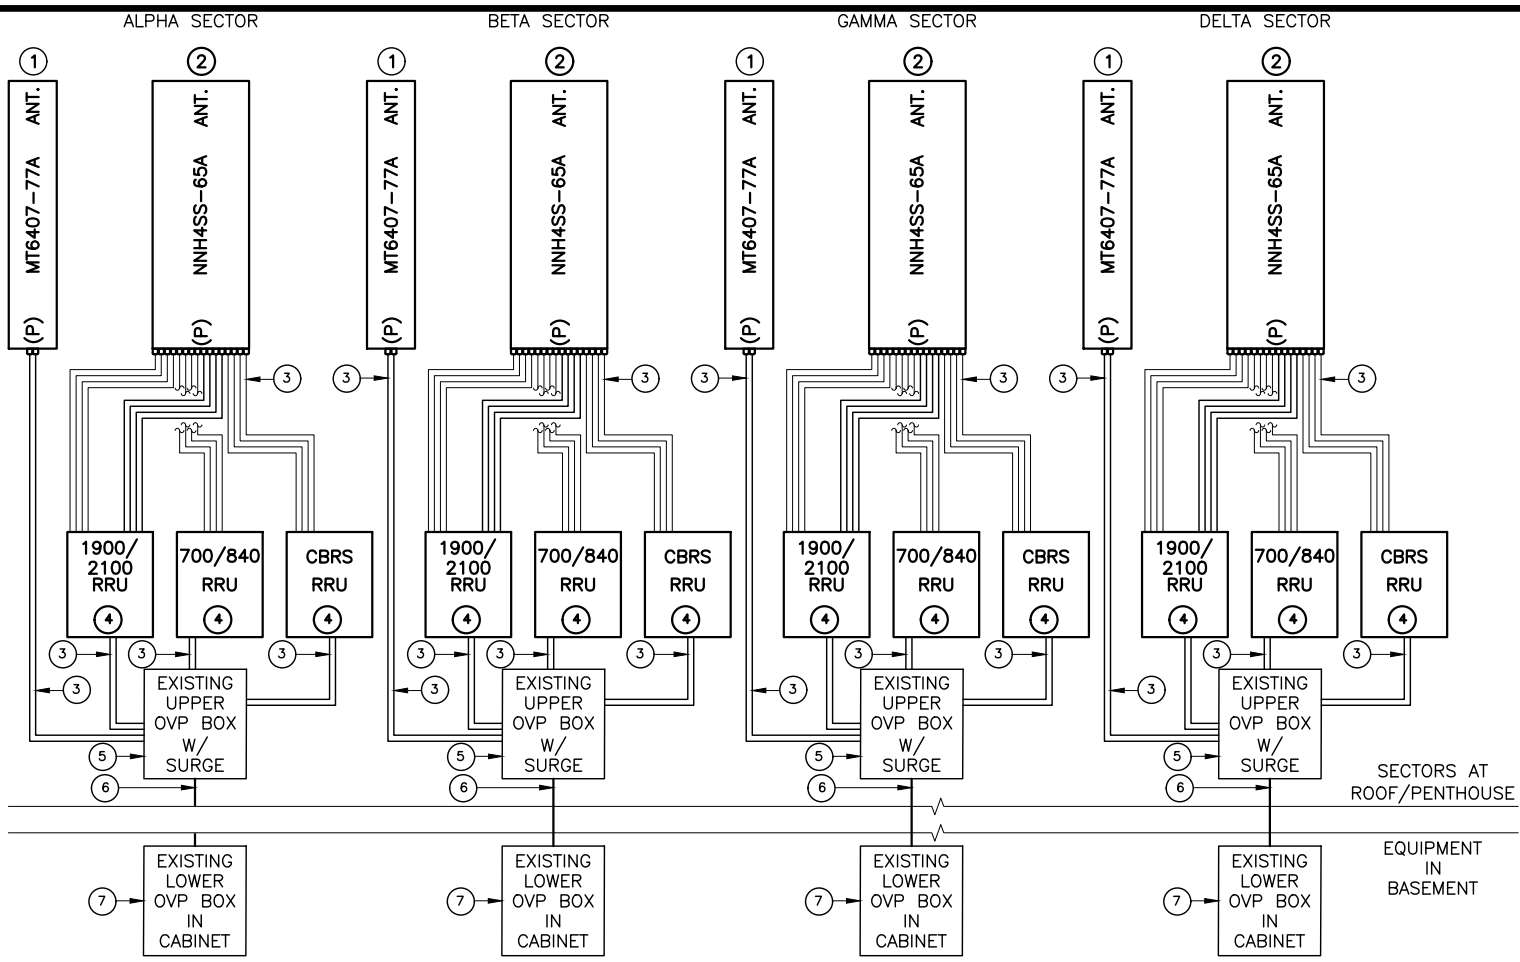 ALPHA SECTOR
BETA SECTOR
GAMMA SECTOR
DELTA SECTOR
1
2
1
2
1
2
1
2
(P) MT6407-77A ANT.
(P) NNH4SS-65A ANT.
(P) MT6407-77A ANT.
(P) NNH4SS-65A ANT.
(P) MT6407-77A ANT.
(P) NNH4SS-65A ANT.
(P) MT6407-77A ANT.
(P) NNH4SS-65A ANT.
3
3
3
3
3
3
3
1900/
2100
RRU
4
700/840
RRU
4
CBRS
RRU
4
1900/
2100
RRU
4
700/840
RRU
4
CBRS
RRU
4
1900/
2100
RRU
4
700/840
RRU
4
CBRS
RRU
4
1900/
2100
RRU
4
700/840
RRU
4
CBRS
RRU
4
3
3
3
3
3
3
3
3
3
3
3
3
3
3
EXISTING
UPPER
OVP BOX
W/
SURGE
EXISTING
UPPER
OVP BOX
W/
SURGE
EXISTING
UPPER
OVP BOX
W/
SURGE
EXISTING
UPPER
OVP BOX
W/
SURGE
5
5
5
5
6
6
6
6
SECTORS AT
ROOF/PENTHOUSE
EQUIPMENT
IN
BASEMENT
EXISTING
LOWER
OVP BOX
IN
CABINET
EXISTING
LOWER
OVP BOX
IN
CABINET
EXISTING
LOWER
OVP BOX
IN
CABINET
EXISTING
LOWER
OVP BOX
IN
CABINET
7
7
7
7